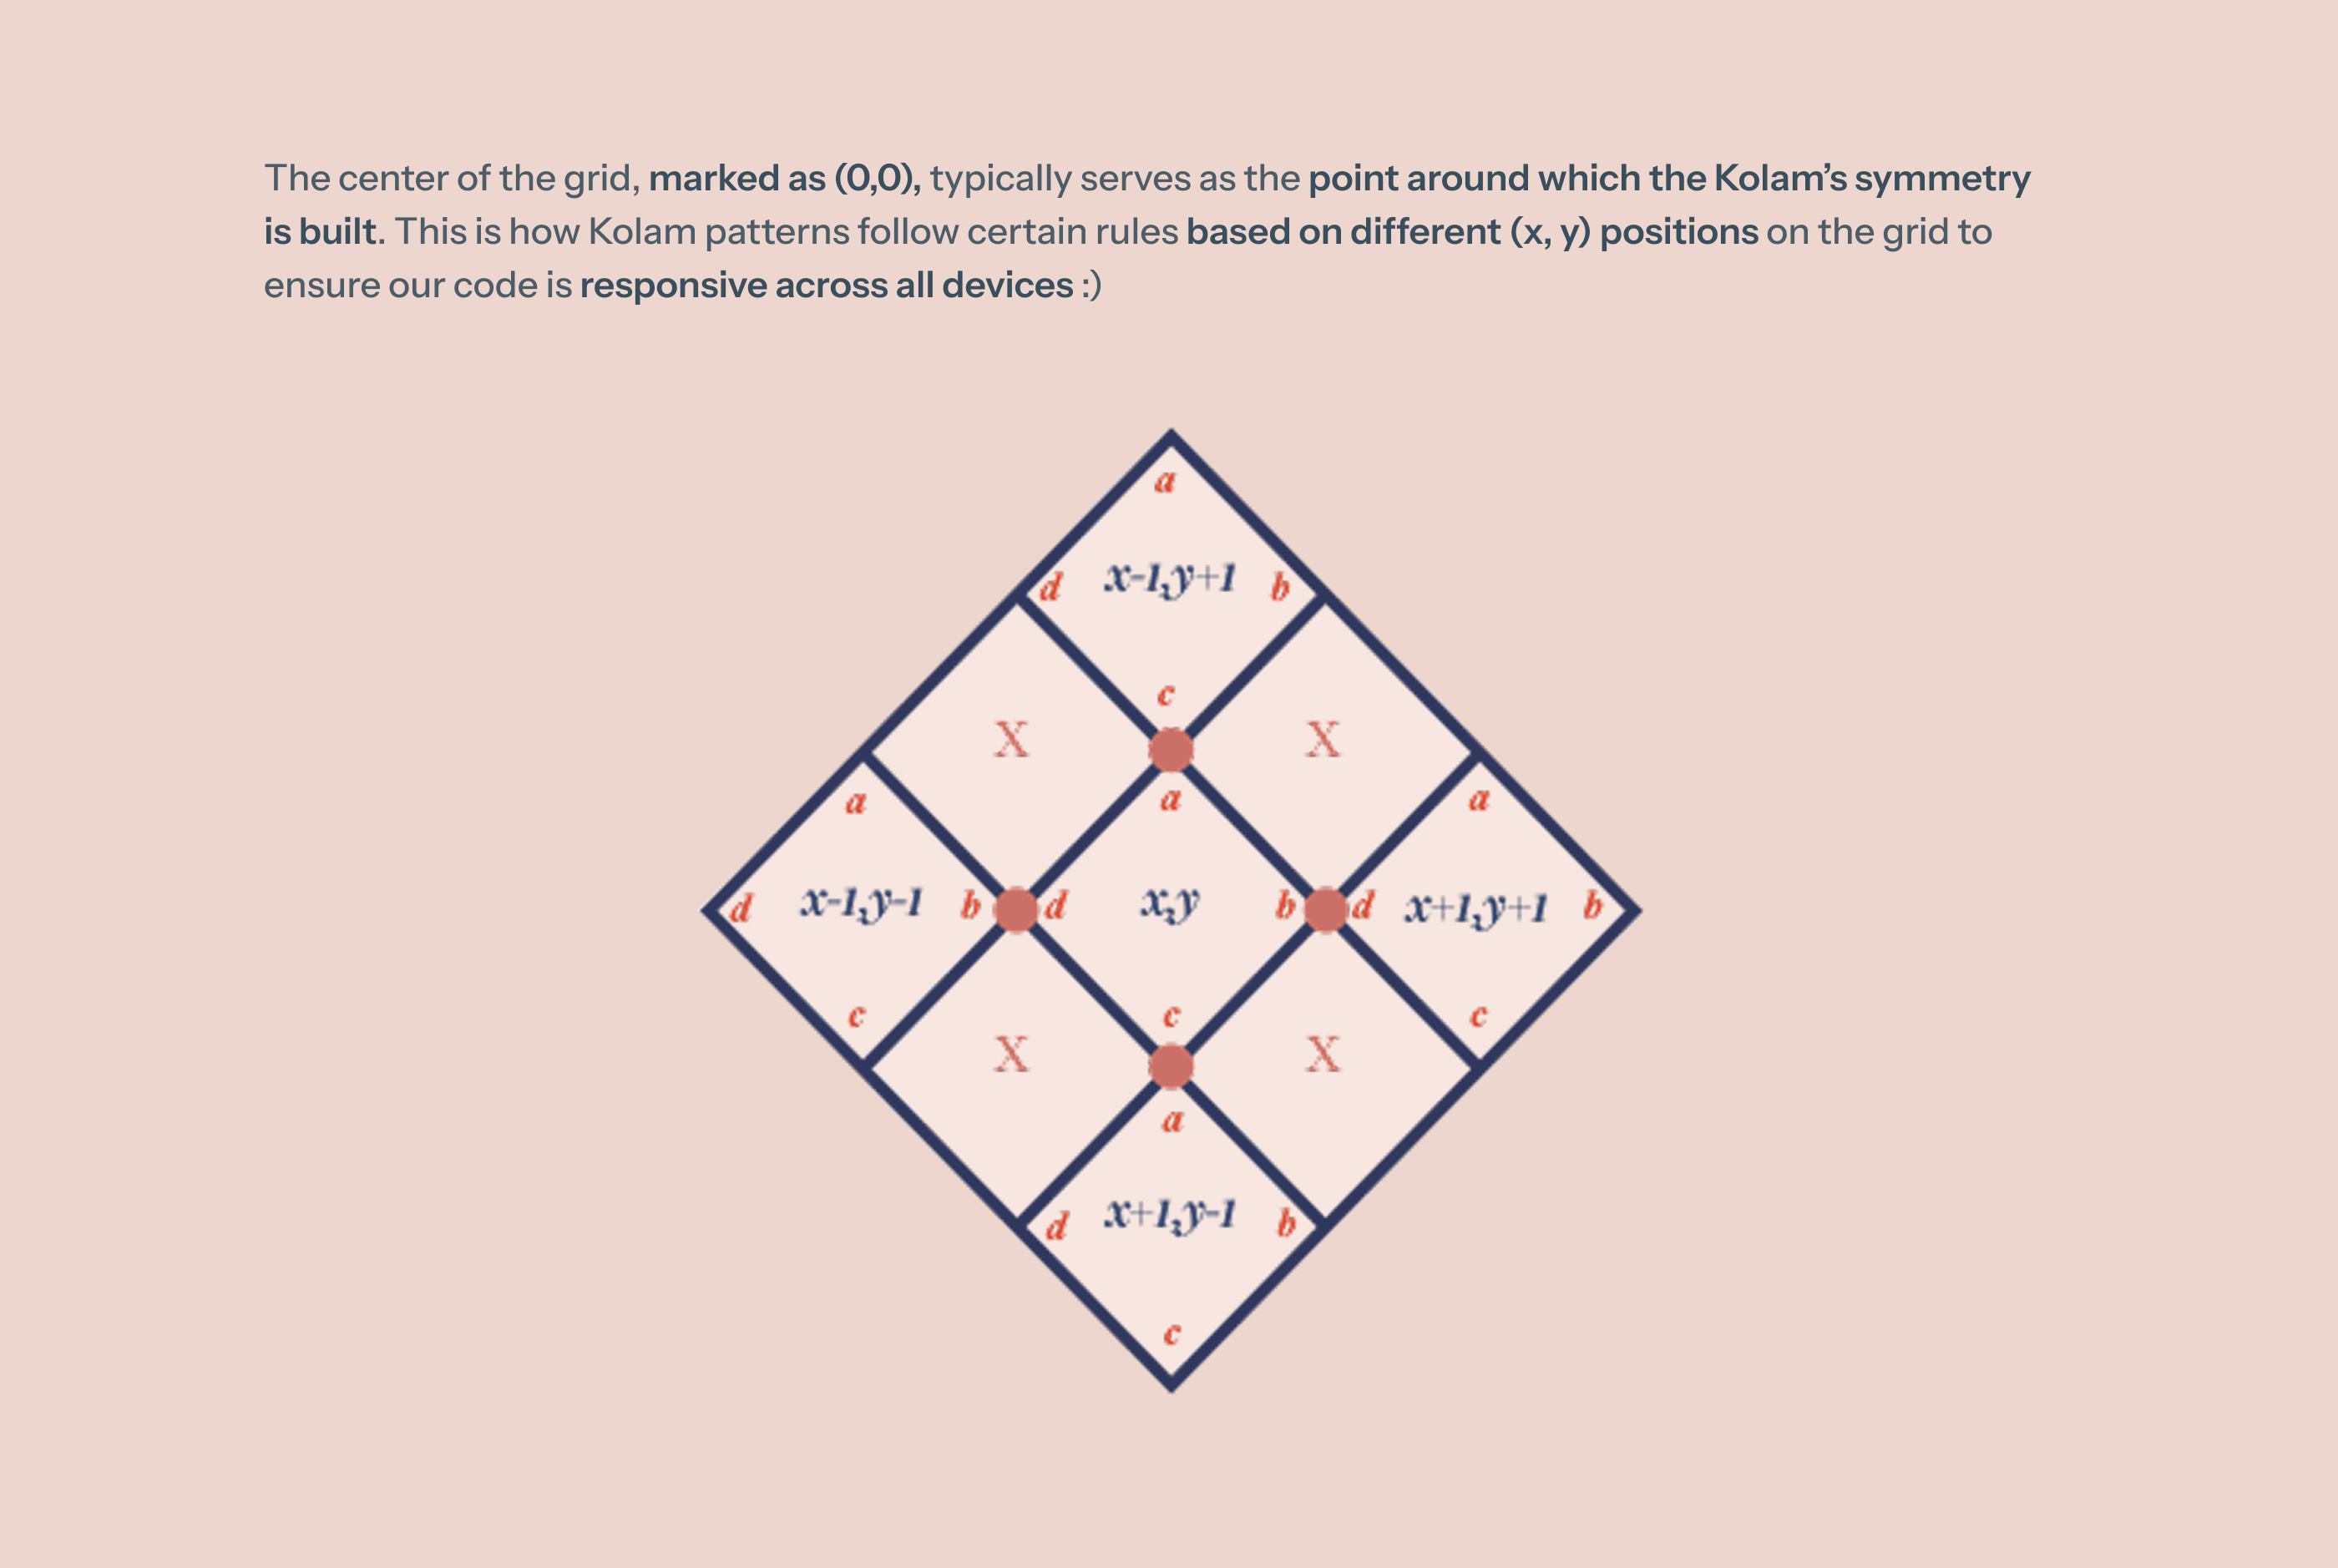 The center of the grid, marked as (0,0), typically serves as the point around which the Kolam’s symmetry
is built. This is how Kolam patterns follow certain rules based on different (x, y) positions on the grid to
ensure our code is responsive across all devices :)
a
d x-1,y+1 b
c
X X
a a a
d x-1,y-1 b d x,y b d x+1,y+1 b
c c c
X X
a
d x+1,y-1 b
c